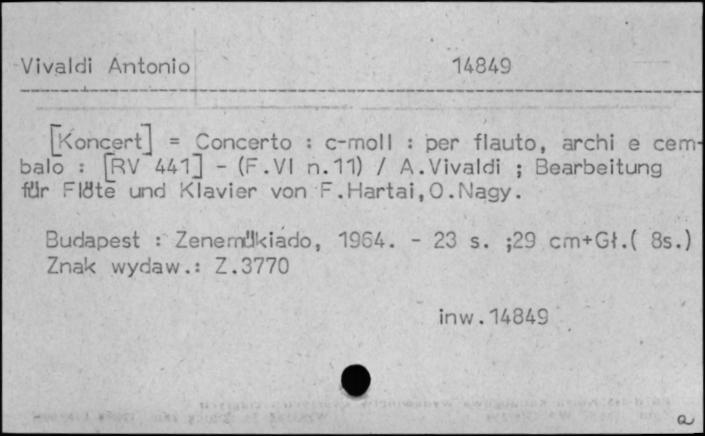 Vivaldi Antonio 14849
[Koncert] = Concerto : c-moll : per flauto, archi e cem-
balo : [RV 441] - (F.VI n.11) / A.Vivaldi ; Bearbeitung
für Flöte und Klavier von F.Hartai,O.Nagy.
Budapest : Zeneműkiádo, 1964. - 23 s. ;29 cm+Gł.( 8s.)
Znak wydaw.: Z.3770
inw.14849
a